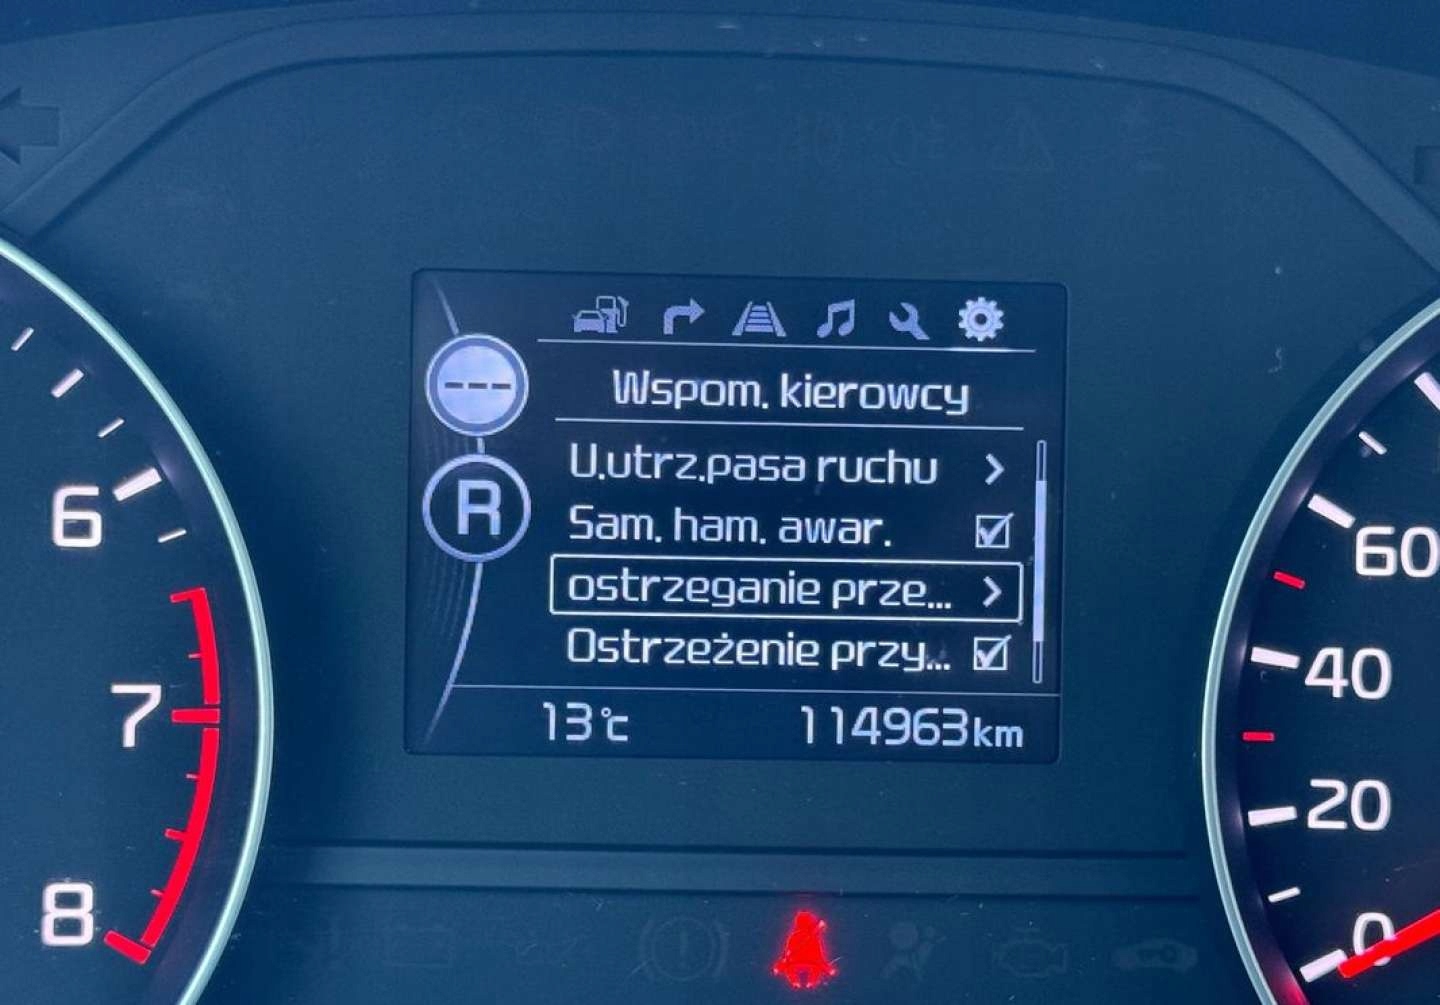 Wspom. kierowcy
---
U.utrz.pasa ruchu
Sam. ham. awar.
R
ostrzeganie prze...
Ostrzeżenie przy...
13°c
114963km
6
7
8
60
40
20
0